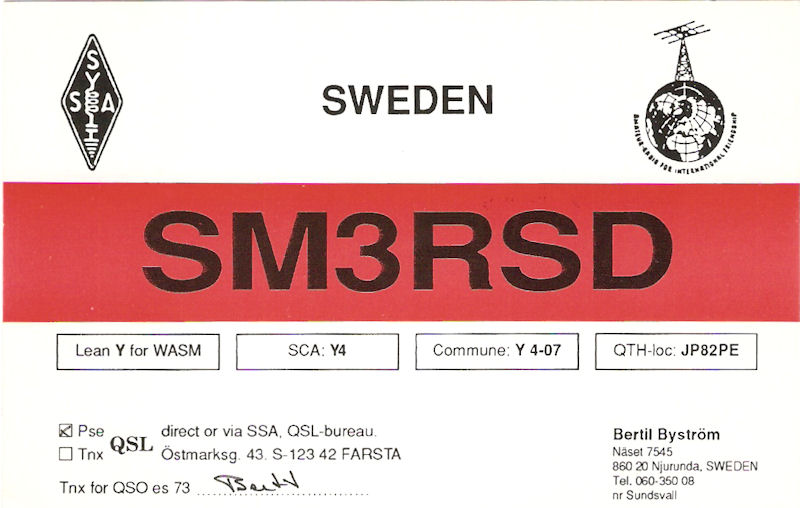 S
Y
S A
SWEDEN
AMATEUR-RADIO FOR INTERNATIONAL FRIENDSHIP
SM3RSD
Lean Y for WASM
SCA: Y4
Commune: Y 4-07
QTH-loc: JP82PE
☒ Pse QSL direct or via SSA, QSL-bureau.
☐ Tnx Östmarksg. 43. S-123 42 FARSTA
Tnx for QSO es 73 Bertil
Bertil Byström
Näset 7545
860 20 Njurunda, SWEDEN
Tel. 060-350 08
nr Sundsvall